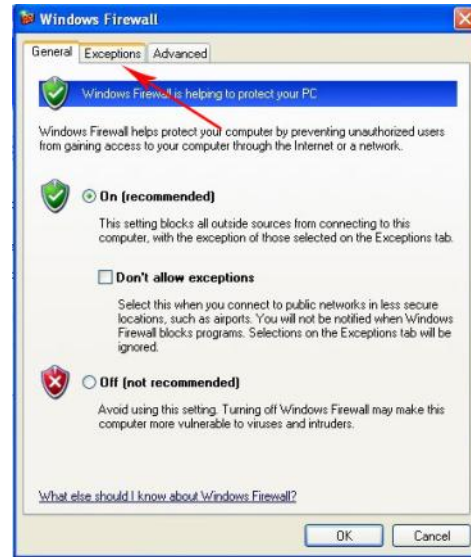 Windows Firewall
General Exceptions Advanced
Windows Firewall is helping to protect your PC
Windows Firewall helps protect your computer by preventing unauthorized users
from gaining access to your computer through the Internet or a network.
On (recommended)
This setting blocks all outside sources from connecting to this
computer, with the exception of those selected on the Exceptions tab.
Don't allow exceptions
Select this when you connect to public networks in less secure
locations, such as airports. You will not be notified when Windows
Firewall blocks programs. Selections on the Exceptions tab will be
ignored.
Off (not recommended)
Avoid using this setting. Turning off Windows Firewall may make this
computer more vulnerable to viruses and intruders.
What else should I know about Windows Firewall?
OK Cancel